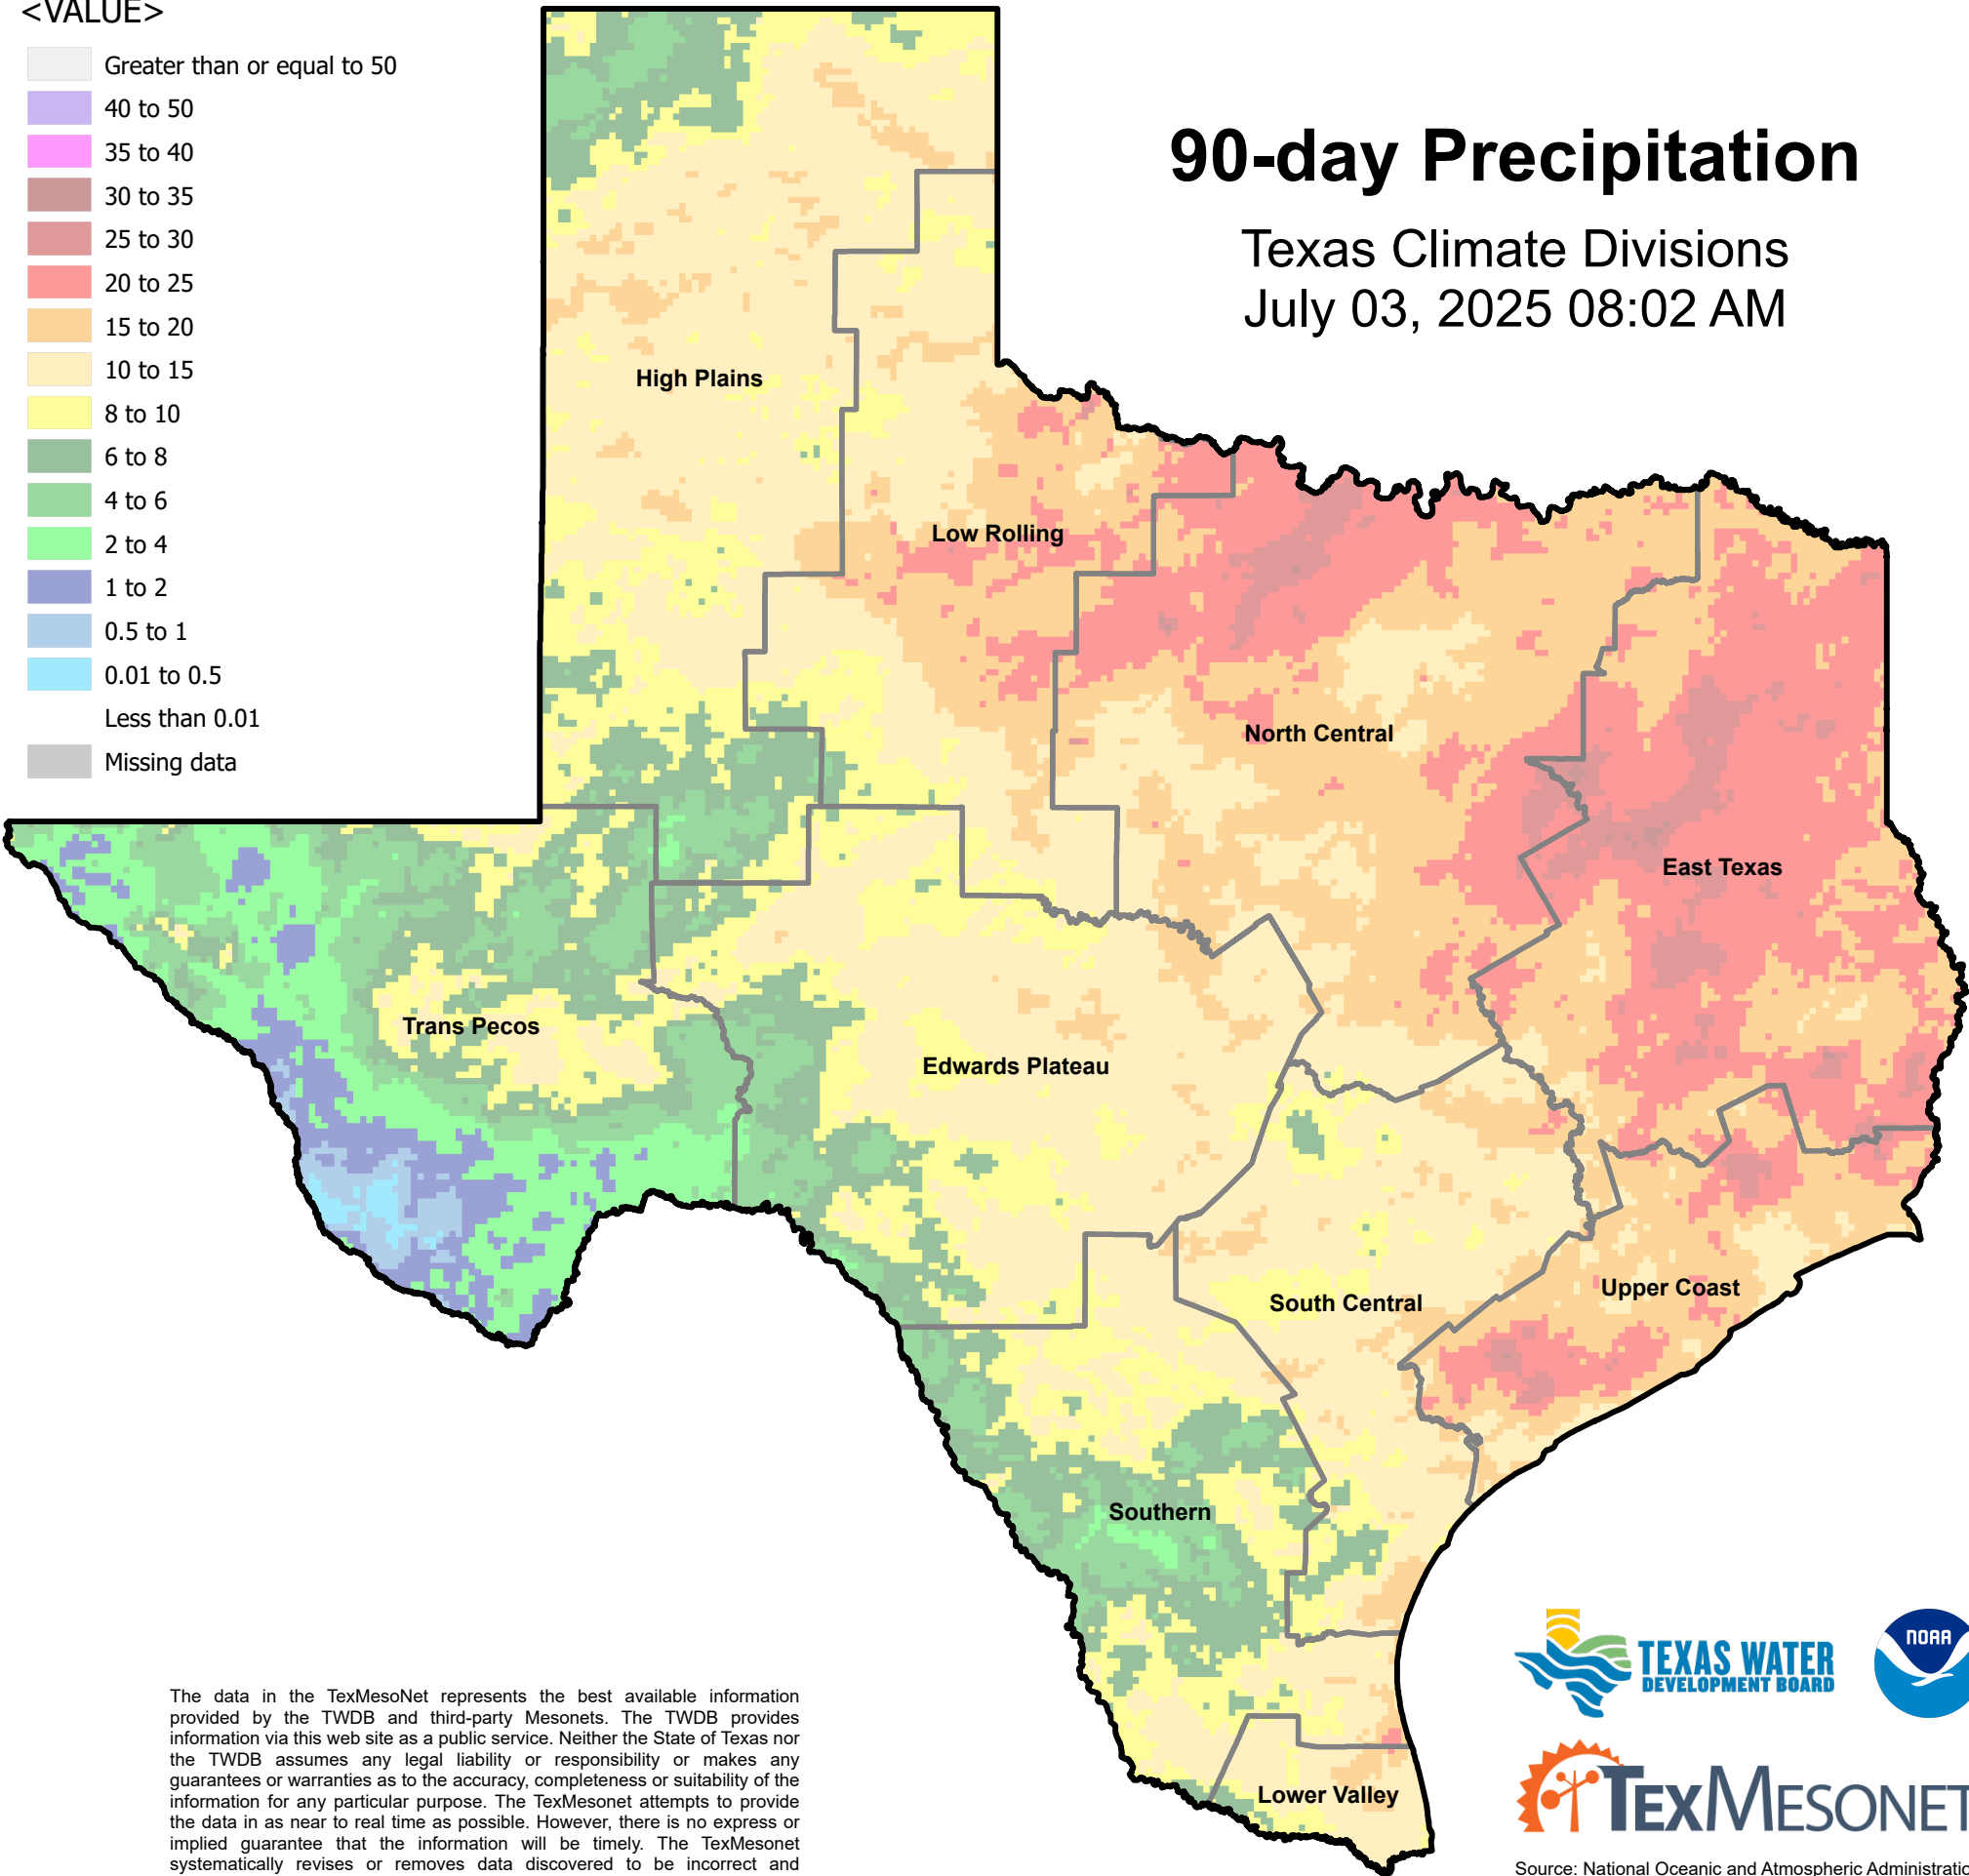 <VALUE>
Greater than or equal to 50
40 to 50
35 to 40
30 to 35
25 to 30
20 to 25
15 to 20
10 to 15
8 to 10
6 to 8
4 to 6
2 to 4
1 to 2
0.5 to 1
0.01 to 0.5
Less than 0.01
Missing data
90-day Precipitation
Texas Climate Divisions
July 03, 2025 08:02 AM
High Plains
Low Rolling
North Central
East Texas
Trans Pecos
Edwards Plateau
South Central
Upper Coast
Southern
Lower Valley
The data in the TexMesoNet represents the best available information
provided by the TWDB and third-party Mesonets. The TWDB provides
information via this web site as a public service. Neither the State of Texas nor
the TWDB assumes any legal liability or responsibility or makes any
guarantees or warranties as to the accuracy, completeness or suitability of the
information for any particular purpose. The TexMesonet attempts to provide
the data in as near to real time as possible. However, there is no express or
implied guarantee that the information will be timely. The TexMesonet
systematically revises or removes data discovered to be incorrect and
TEXAS WATER
DEVELOPMENT BOARD
NOAA
TEXMESONET
Source: National Oceanic and Atmospheric Administratio